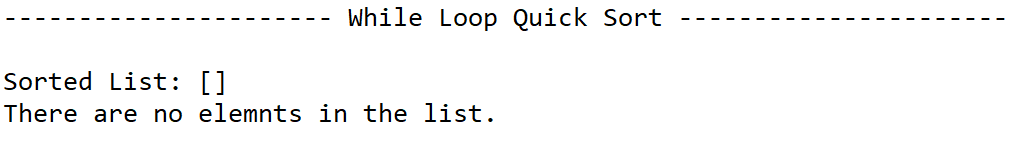 ---------------------- While Loop Quick Sort ----------------------
Sorted List: []
There are no elemnts in the list.